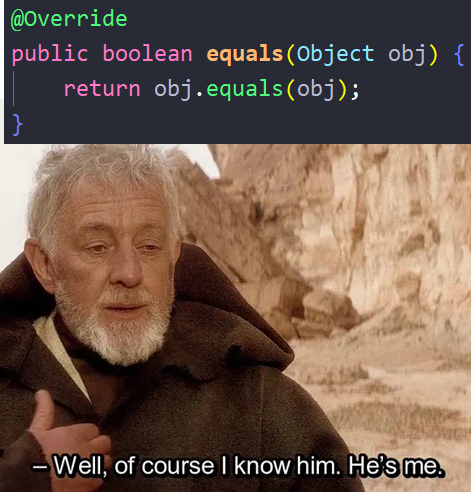 @Override
public boolean equals(Object obj) {
    return obj.equals(obj);
}
– Well, of course I know him. He's me.